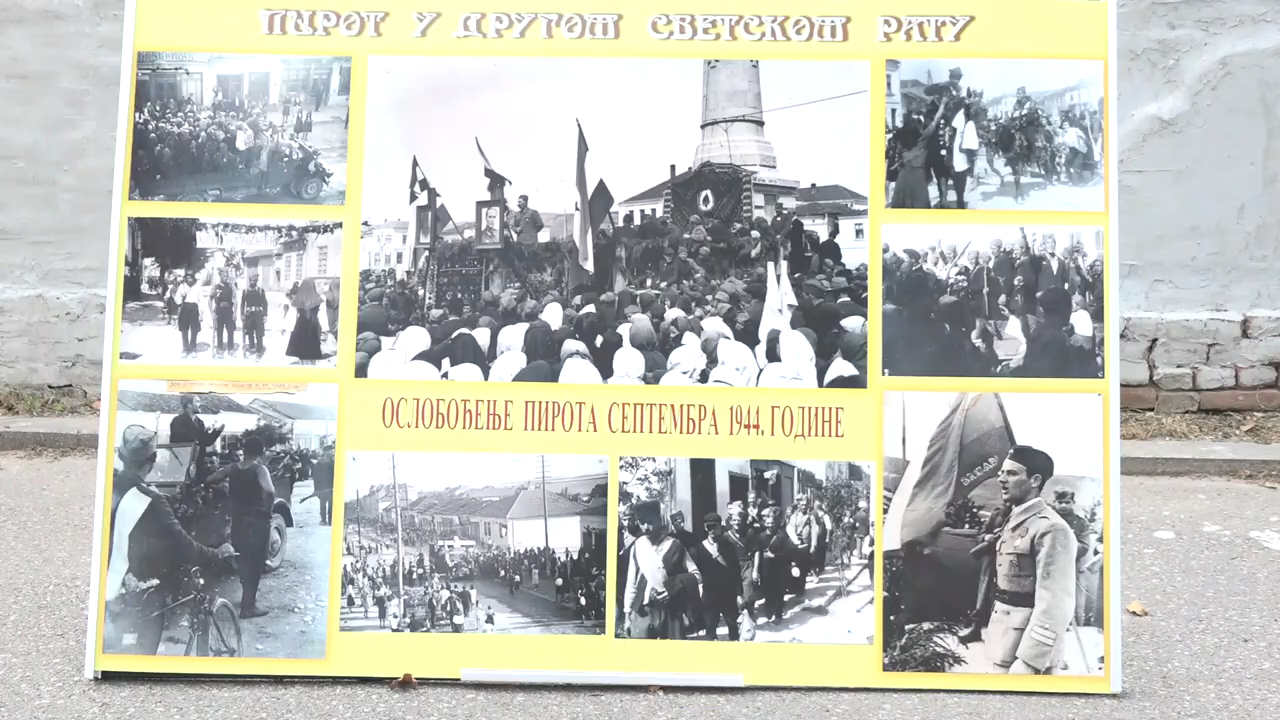 ПИРОТ У ДРУГОМ СВЕТСКОМ РАТУ
ОСЛОБОЂЕЊЕ ПИРОТА СЕПТЕМБРА 1944. ГОДИНЕ